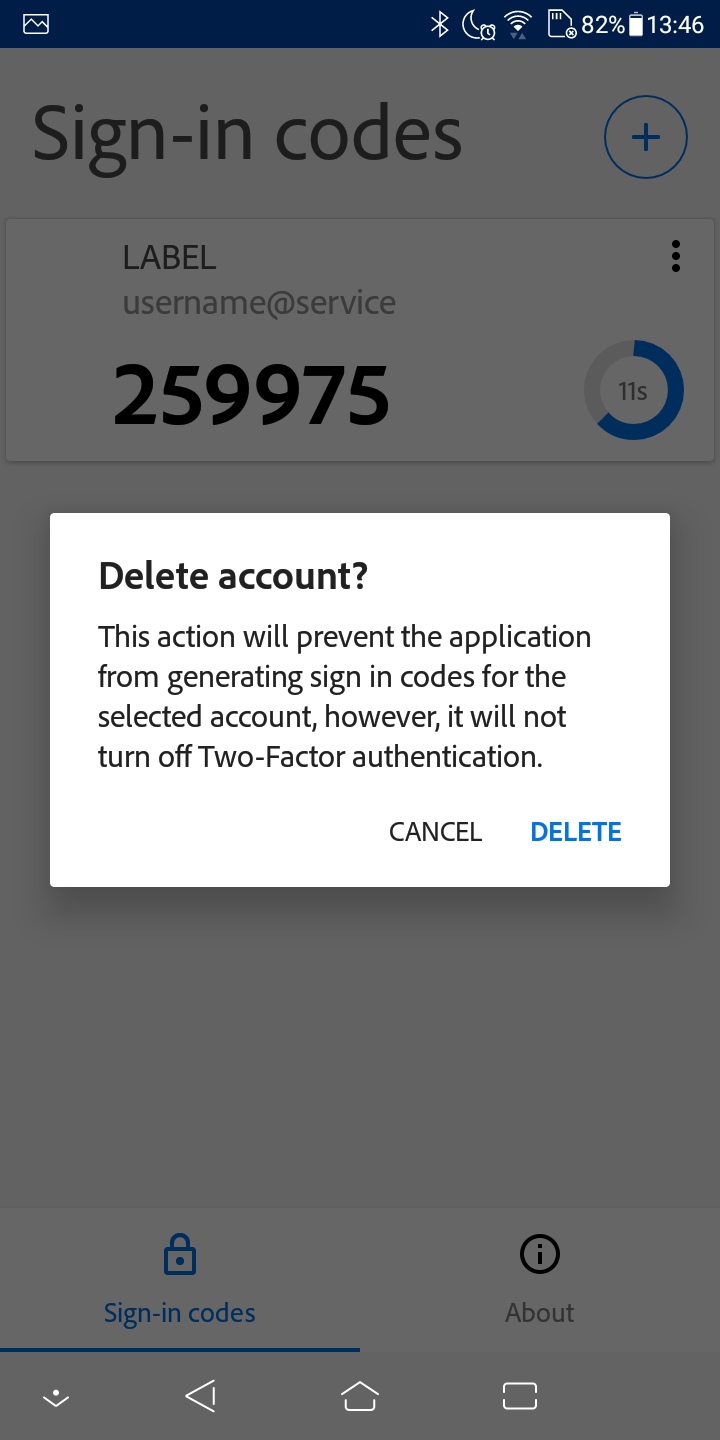 82% 13:46
Sign-in codes
LABEL
username@service
259975
11s
Delete account?
This action will prevent the application
from generating sign in codes for the
selected account, however, it will not
turn off Two-Factor authentication.
CANCEL DELETE
Sign-in codes About